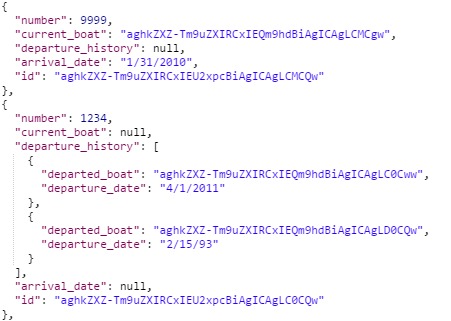 {
"number": 9999,
"current_boat": "aghkZXZ-Tm9uZXIRCxIEQm9hdBiAgICAgLCMCgw",
"departure_history": null,
"arrival_date": "1/31/2010",
"id": "aghkZXZ-Tm9uZXIRCxIEU2xpcBiAgICAgLCMCQw"
},
{
"number": 1234,
"current_boat": null,
"departure_history": [
{
"departed_boat": "aghkZXZ-Tm9uZXIRCxIEQm9hdBiAgICAgLC0Cww",
"departure_date": "4/1/2011"
},
{
"departed_boat": "aghkZXZ-Tm9uZXIRCxIEQm9hdBiAgICAgLD0CQw",
"departure_date": "2/15/93"
}
],
"arrival_date": null,
"id": "aghkZXZ-Tm9uZXIRCxIEU2xpcBiAgICAgLC0CQw"
},